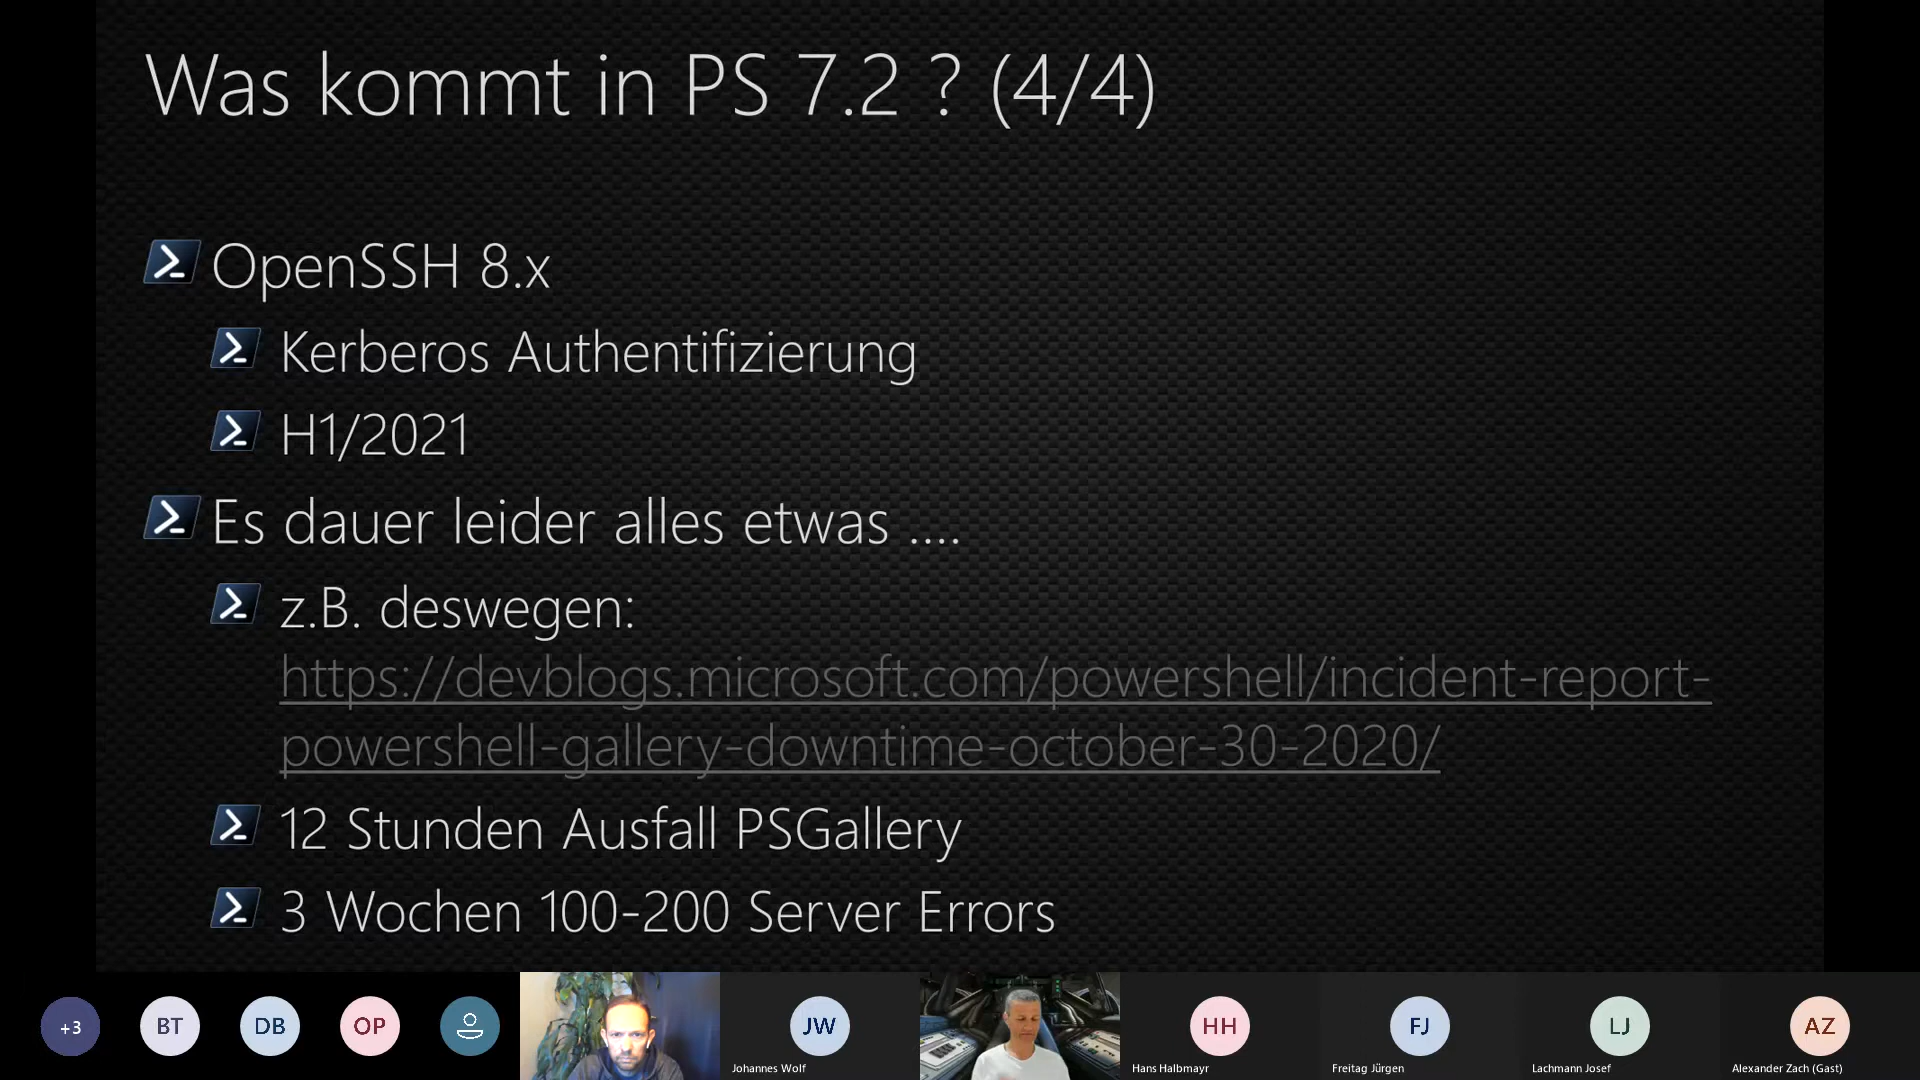 Was kommt in PS 7.2 ? (4/4)
OpenSSH 8.x
Kerberos Authentifizierung
H1/2021
Es dauer leider alles etwas ....
z.B. deswegen:
https://devblogs.microsoft.com/powershell/incident-report-
powershell-gallery-downtime-october-30-2020/
12 Stunden Ausfall PSGallery
3 Wochen 100-200 Server Errors
+3
BT
DB
OP
JW
Johannes Wolf
HH
Hans Halbmayr
FJ
Freitag Jürgen
LJ
Lachmann Josef
AZ
Alexander Zach (Gast)